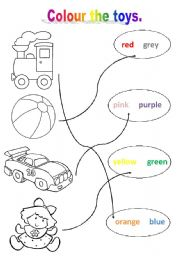 Colour the toys.
red grey
pink purple
yellow green
orange blue